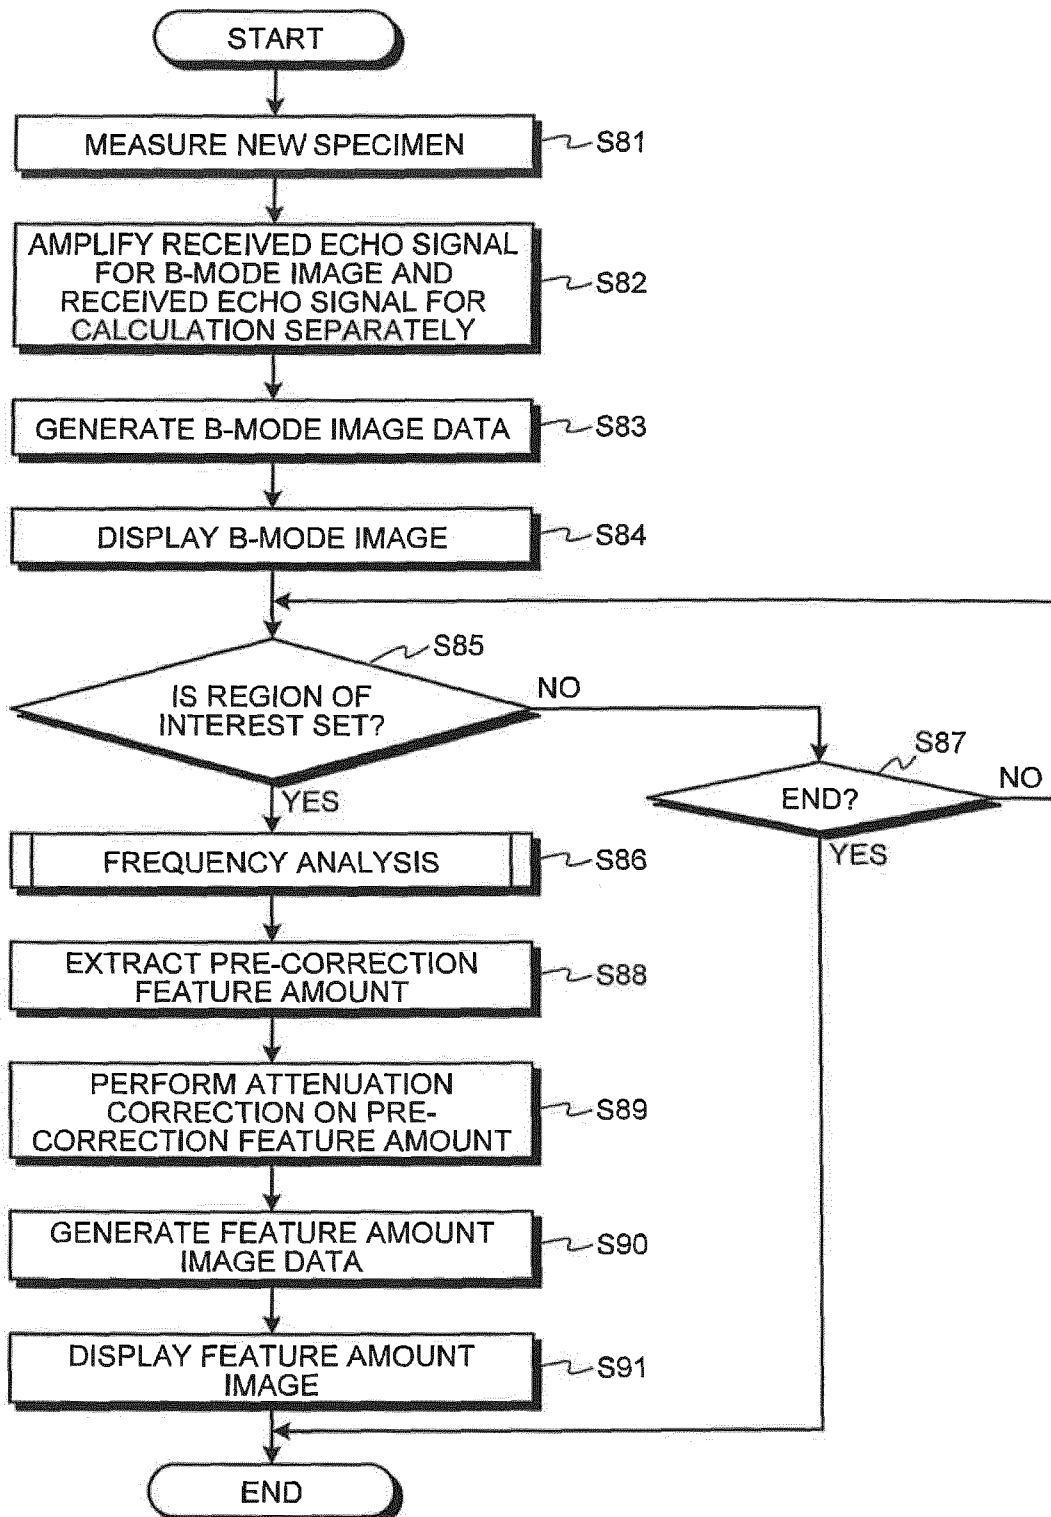 START
MEASURE NEW SPECIMEN
S81
AMPLIFY RECEIVED ECHO SIGNAL
FOR B-MODE IMAGE AND
RECEIVED ECHO SIGNAL FOR
CALCULATION SEPARATELY
S82
GENERATE B-MODE IMAGE DATA
S83
DISPLAY B-MODE IMAGE
S84
S85
IS REGION OF
INTEREST SET?
NO
YES
S87
END?
NO
YES
FREQUENCY ANALYSIS
S86
EXTRACT PRE-CORRECTION
FEATURE AMOUNT
S88
PERFORM ATTENUATION
CORRECTION ON PRE-
CORRECTION FEATURE AMOUNT
S89
GENERATE FEATURE AMOUNT
IMAGE DATA
S90
DISPLAY FEATURE AMOUNT
IMAGE
S91
END